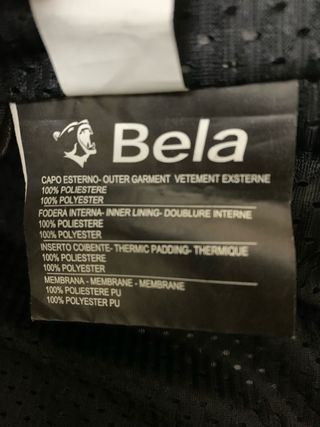 Bela
CAPO ESTERNO- OUTER GARMENT VETEMENT EXSTERNE
100% POLIESTERE
100% POLYESTER
FODERA INTERNA- INNER LINING- DOUBLURE INTERNE
100% POLIESTERE
100% POLYESTER
INSERTO COIBENTE- THERMIC PADDING- THERMIQUE
100% POLIESTERE
100% POLYESTER
MEMBRANA - MEMBRANE - MEMBRANE
100% POLIESTERE PU
100% POLYESTER PU